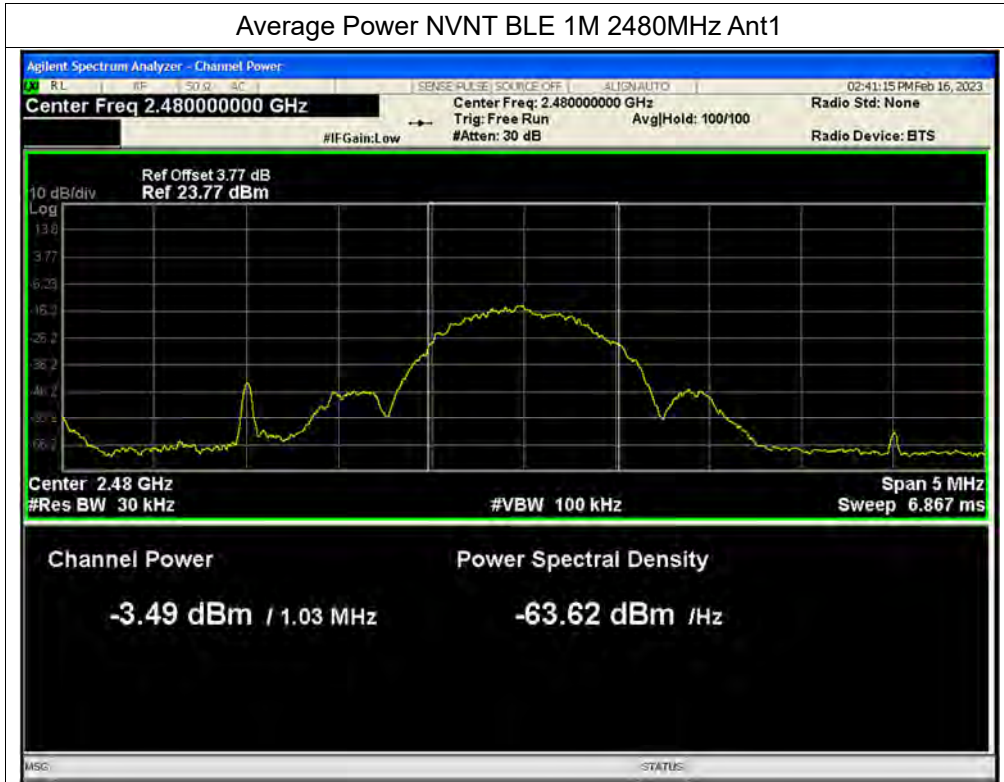 Average Power NVNT BLE 1M 2480MHz Ant1
Agilent Spectrum Analyzer - Channel Power
RL RF 50 Ω AC SENSE:PULSE SOURCE OFF ALIGNAUTO 02:41:15 PM Feb 16, 2023
Center Freq 2.480000000 GHz Center Freq: 2.480000000 GHz Radio Std: None
Trig: Free Run Avg|Hold: 100/100
#IFGain:Low #Atten: 30 dB Radio Device: BTS
Ref Offset 3.77 dB
10 dB/div Ref 23.77 dBm
Log
13.8
3.77
-6.23
-16.2
-26.2
-36.2
-46.2
-66.2
Center 2.48 GHz Span 5 MHz
#Res BW 30 kHz #VBW 100 kHz Sweep 6.867 ms
Channel Power Power Spectral Density
-3.49 dBm / 1.03 MHz -63.62 dBm /Hz
MSG STATUS